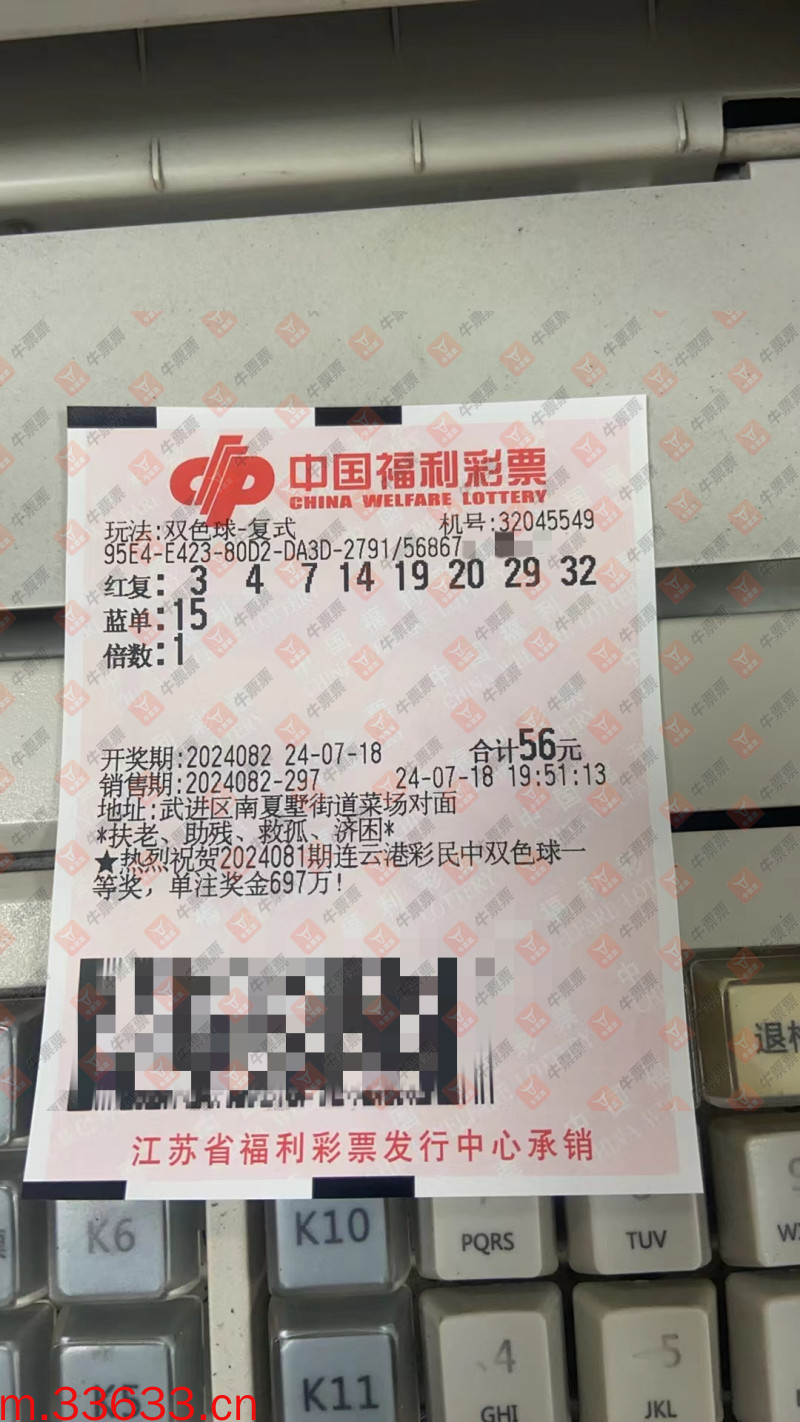 中国福利彩票
CHINA WELFARE LOTTERY
玩法:双色球-复式 机号:32045549
95E4-E423-80D2-DA3D-2791/56867
红复: 3 4 7 14 19 20 29 32
蓝单:15
倍数:1
开奖期:2024082 24-07-18 合计56元
销售期:2024082-297 24-07-18 19:51:13
地址:武进区南夏墅街道菜场对面
*扶老、助残、救孤、济困*
★热烈祝贺2024081期连云港彩民中双色球一
等奖, 单注奖金697万!
江苏省福利彩票发行中心承销
牛票票
K6 K10 PQRS TUV
K5 K11 4 GHI 5 JKL
m.33633.cn